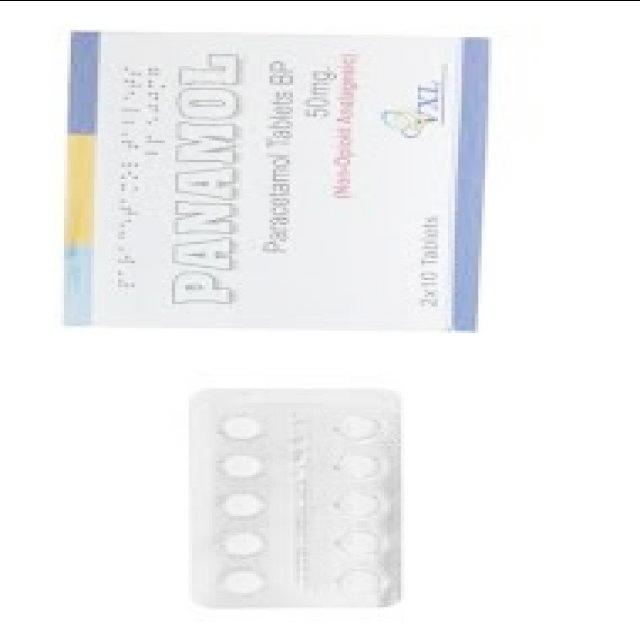 PANAMOL
Paracetamol Tablets BP
50mg.
(Non-Opioid Analgesic)
VXL
2x10 Tablets